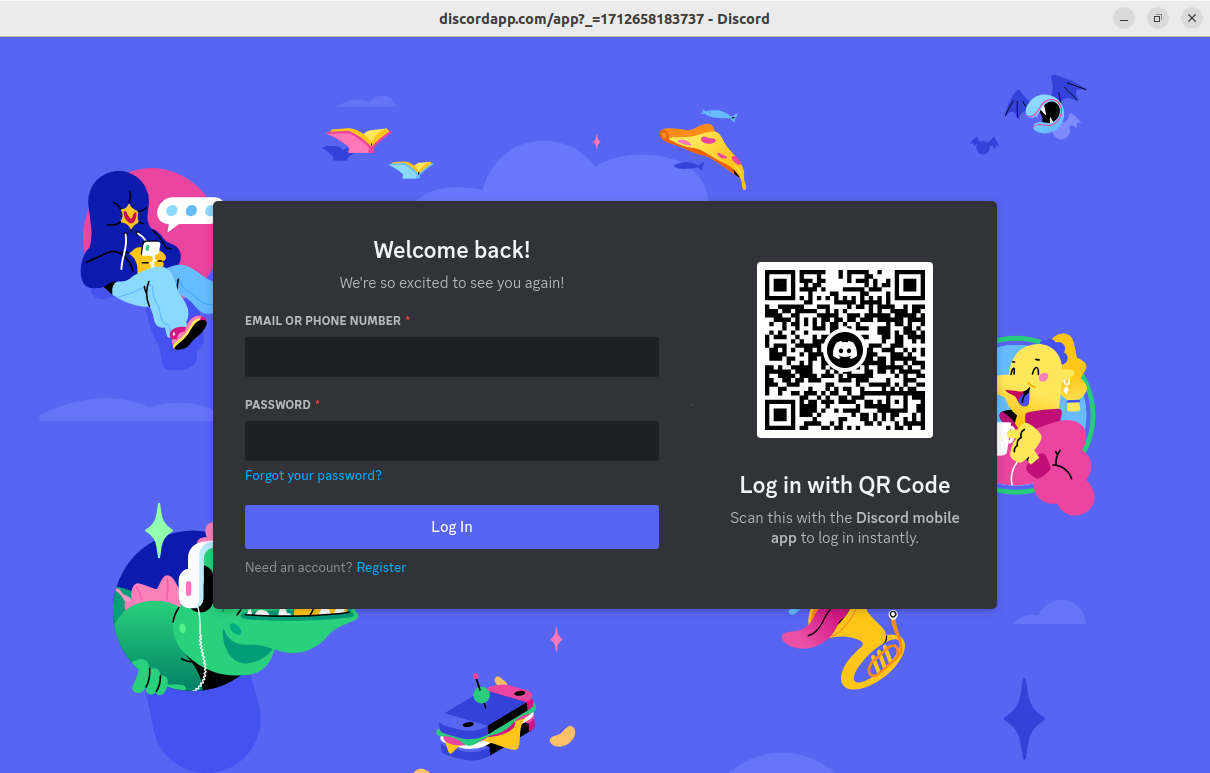 discordapp.com/app?_=1712658183737 - Discord
Welcome back!
We're so excited to see you again!
EMAIL OR PHONE NUMBER *
PASSWORD *
Forgot your password?
Log In
Need an account? Register
Log in with QR Code
Scan this with the Discord mobile
app to log in instantly.